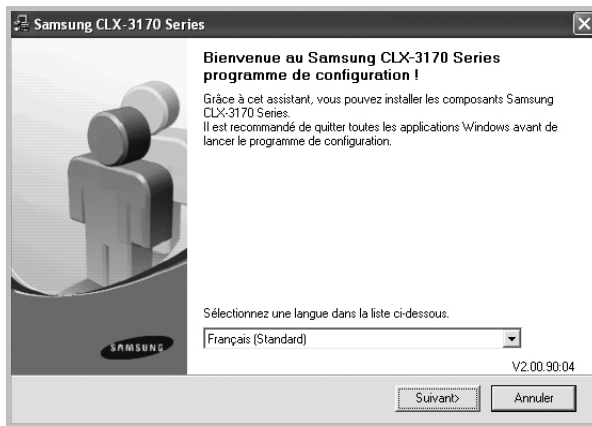 Samsung CLX-3170 Series
Bienvenue au Samsung CLX-3170 Series
programme de configuration !
Grâce à cet assistant, vous pouvez installer les composants Samsung
CLX-3170 Series.
Il est recommandé de quitter toutes les applications Windows avant de
lancer le programme de configuration.
Sélectionnez une langue dans la liste ci-dessous.
Français (Standard)
SAMSUNG
V2.00.90:04
Suivant>
Annuler